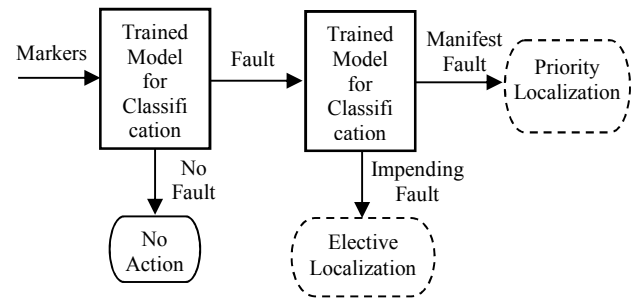 Markers
Trained
Model
for
Classifi
cation
Fault
Trained
Model
for
Classifi
cation
Manifest
Fault
Priority
Localization
No
Fault
Impending
Fault
No
Action
Elective
Localization